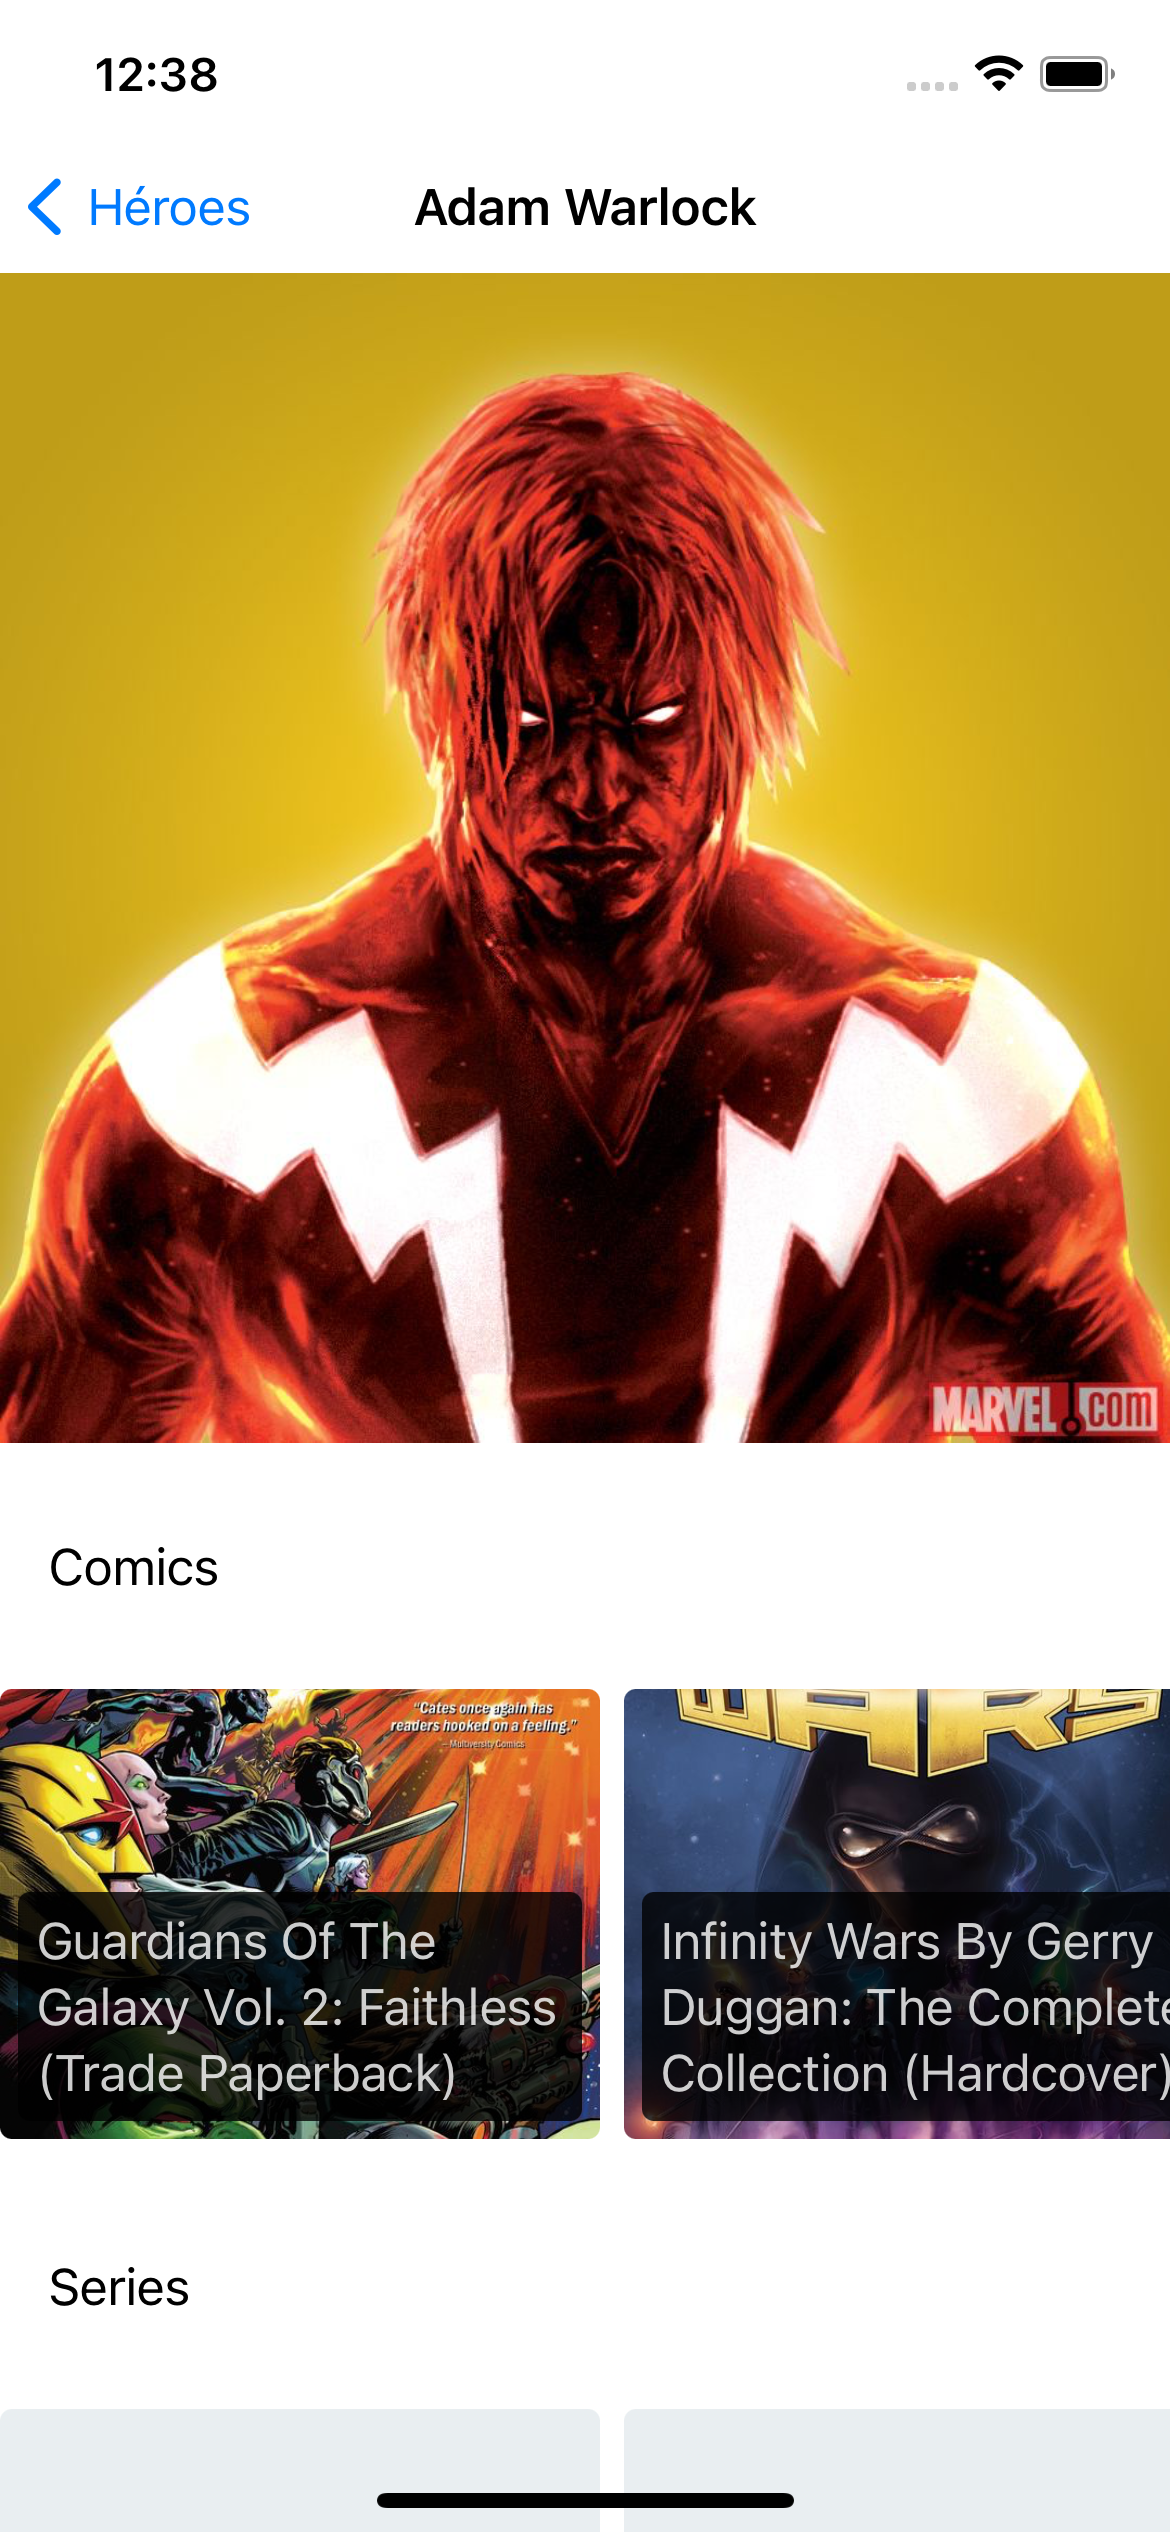 12:38
Héroes
Adam Warlock
MARVEL.com
Comics
"Cates once again has
readers hooked on a feeling."
– Multiversity Comics
WARS
Guardians Of The
Galaxy Vol. 2: Faithless
(Trade Paperback)
Infinity Wars By Gerry
Duggan: The Complete
Collection (Hardcover)
Series